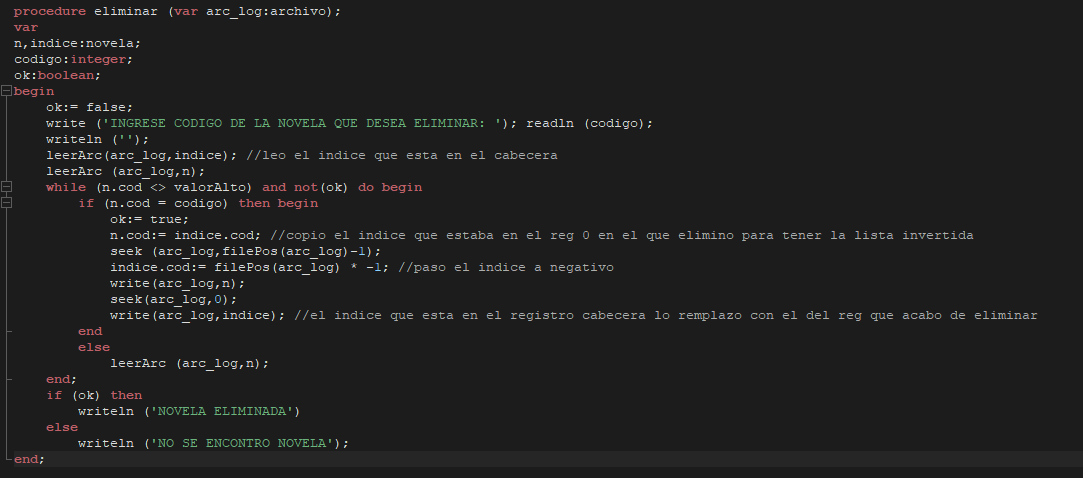 procedure eliminar (var arc_log:archivo);
var
n,indice:novela;
codigo:integer;
ok:boolean;
begin
    ok:= false;
    write ('INGRESE CODIGO DE LA NOVELA QUE DESEA ELIMINAR: '); readln (codigo);
    writeln ('');
    leerArc(arc_log,indice); //leo el indice que esta en el cabecera
    leerArc (arc_log,n);
    while (n.cod <> valorAlto) and not(ok) do begin
        if (n.cod = codigo) then begin
            ok:= true;
            n.cod:= indice.cod; //copio el indice que estaba en el reg 0 en el que elimino para tener la lista invertida
            seek (arc_log,filePos(arc_log)-1);
            indice.cod:= filePos(arc_log) * -1; //paso el indice a negativo
            write(arc_log,n);
            seek(arc_log,0);
            write(arc_log,indice); //el indice que esta en el registro cabecera lo remplazo con el del reg que acabo de eliminar
        end
        else
            leerArc (arc_log,n);
    end;
    if (ok) then
        writeln ('NOVELA ELIMINADA')
    else
        writeln ('NO SE ENCONTRO NOVELA');
end;